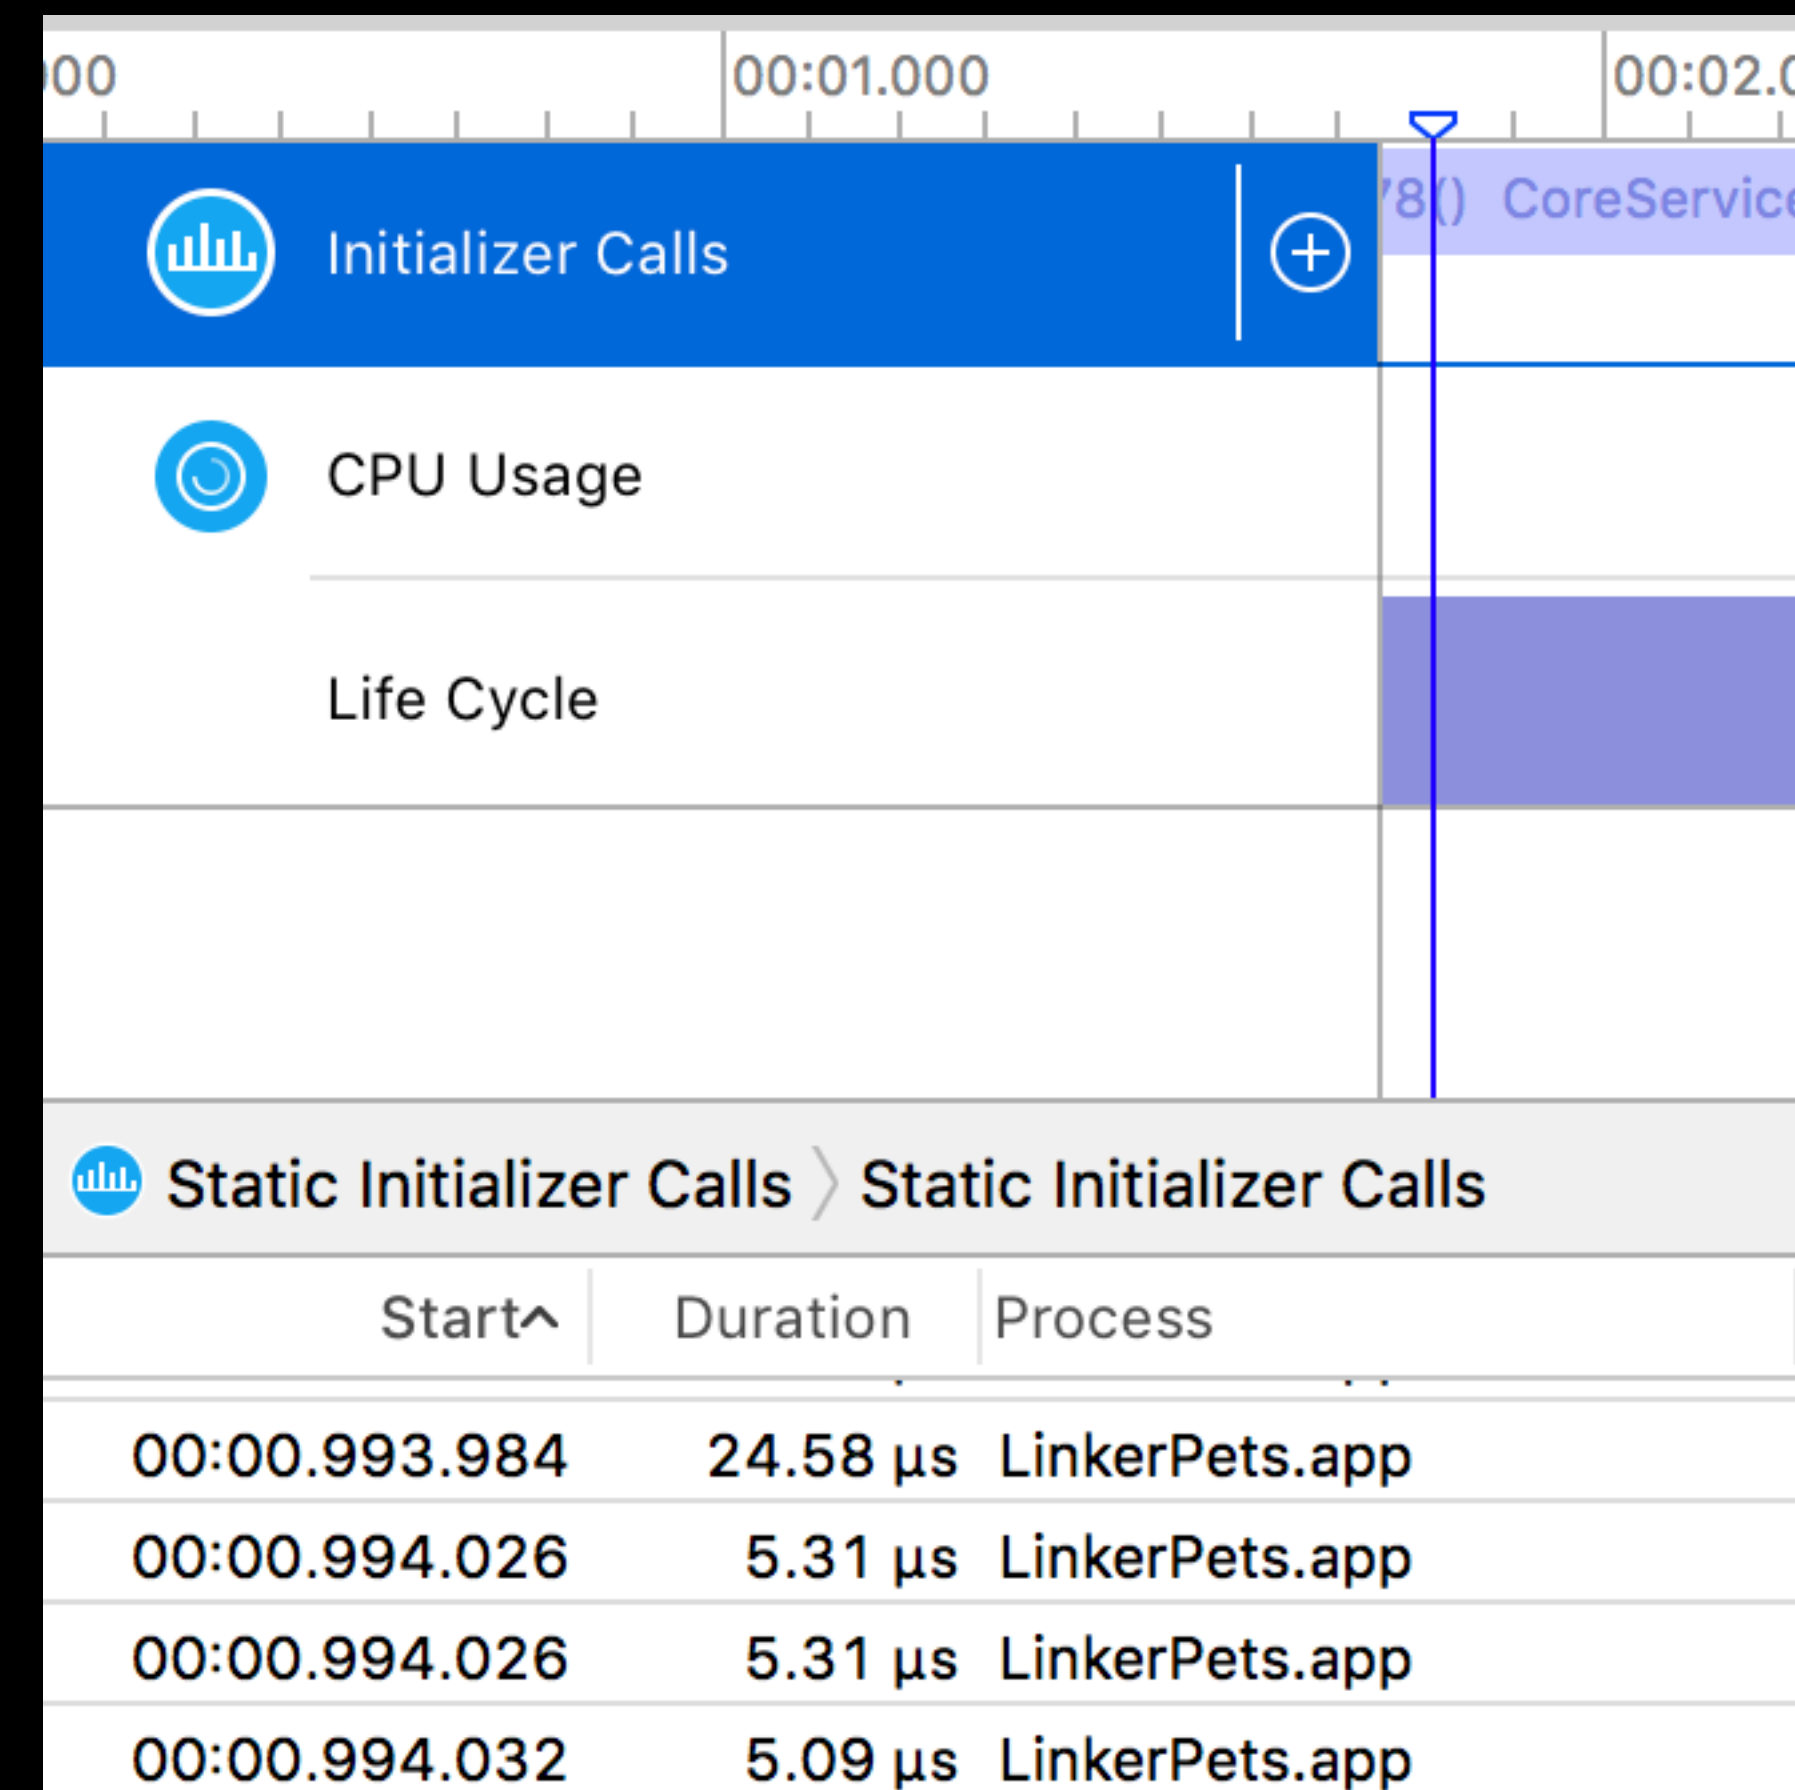 00:01.000
Initializer Calls
78() CoreService
CPU Usage
Life Cycle
Static Initializer Calls Static Initializer Calls
Start Duration Process
00:00.993.984 24.58 µs LinkerPets.app
00:00.994.026 5.31 µs LinkerPets.app
00:00.994.026 5.31 µs LinkerPets.app
00:00.994.032 5.09 µs LinkerPets.app